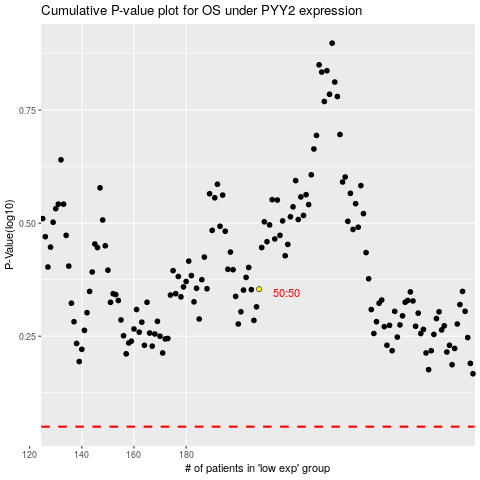 Cumulative P-value plot for OS under PYY2 expression
P-Value(log10)
0.75
0.50
0.25
50:50
120 140 160 180
# of patients in 'low exp' group